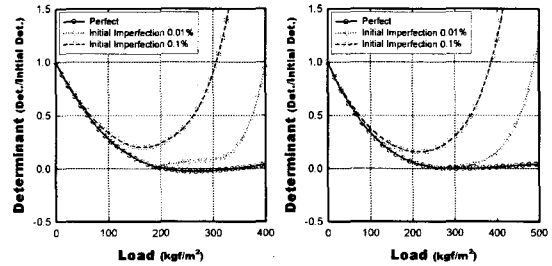 Perfect
Initial Imperfection 0.01%
Initial Imperfection 0.1%
Determinant (Det./Initial Det.)
1.5
1.0
0.5
0.0
-0.5
0 100 200 300 400
Load (kgf/m²)
Perfect
Initial Imperfection 0.01%
Initial Imperfection 0.1%
Determinant (Det./Initial Det.)
1.5
1.0
0.5
0.0
-0.5
0 100 200 300 400 500
Load (kgf/m²)